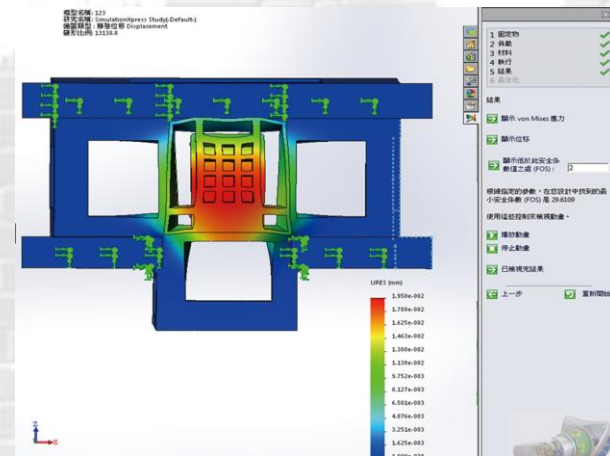 模型名稱: 123
研究名稱: SimulationXpress Study(-Default-)
繪圖類型: 靜態位移 Displacement
變形比例: 13138.8
1 固定物
2 負載
3 材料
4 執行
5 結果
6 最佳化
結果
顯示 von Mises 應力
顯示位移
顯示低於此安全係
數值之處 (FOS): 2
根據指定的參數，在您設計中找到的最
小安全係數 (FOS) 是 29.6109
使用這些控制來檢視動畫。
播放動畫
停止動畫
已檢視完結果
上一步 重新開始
URES (mm)
1.950e-002
1.788e-002
1.625e-002
1.463e-002
1.300e-002
1.138e-002
9.752e-003
8.127e-003
6.501e-003
4.876e-003
3.251e-003
1.625e-003
1.000e-030